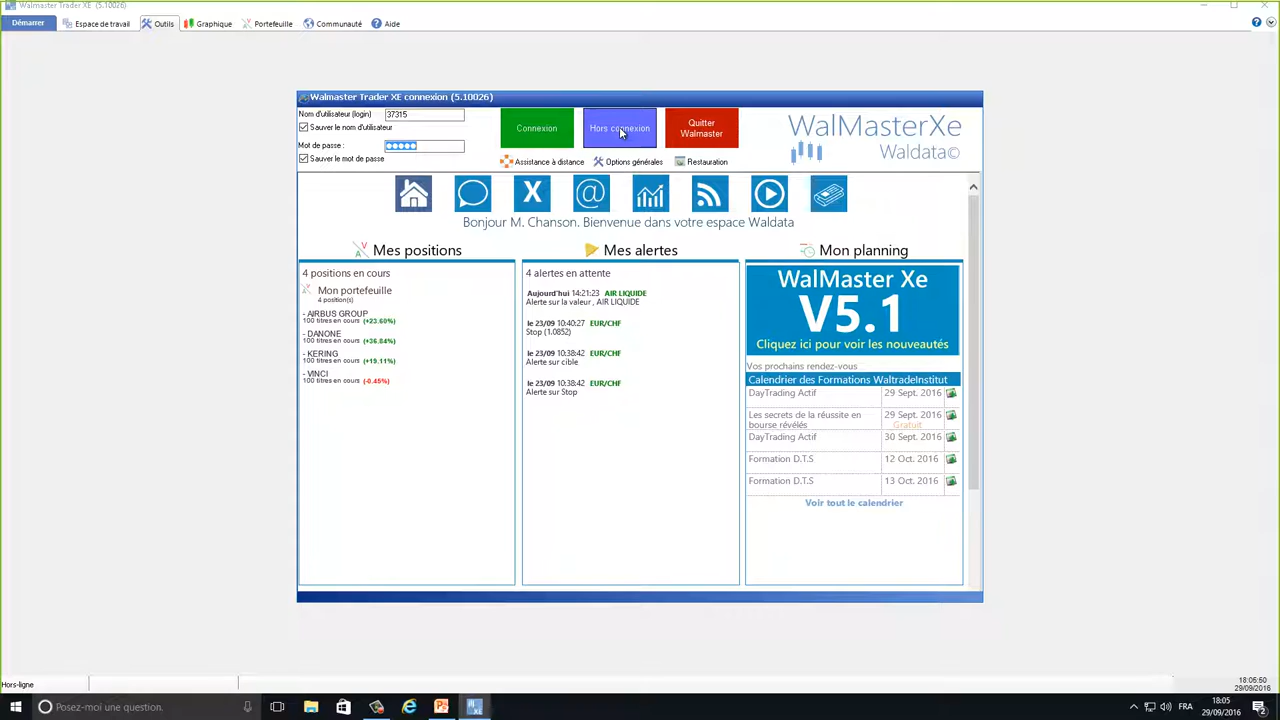 Walmaster Trader XE (5.10026)
Démarrer Espace de travail Outils Graphique Portefeuille Communauté Aide
Walmaster Trader XE connexion (5.10026)
Nom d'utilisateur (login) 37315
Sauver le nom d'utilisateur
Mot de passe :
Sauver le mot de passe
Connexion
Hors connexion
Quitter
Walmaster
Assistance à distance Options générales Restauration
WalMasterXe
Waldata©
Bonjour M. Chanson. Bienvenue dans votre espace Waldata
Mes positions
4 positions en cours
Mon portefeuille
4 position(s)
- AIRBUS GROUP
100 titres en cours (+23.60%)
- DANONE
100 titres en cours (+36.84%)
- KERING
100 titres en cours (+19.11%)
- VINCI
100 titres en cours (-0.45%)
Mes alertes
4 alertes en attente
Aujourd'hui 14:21:23 AIR LIQUIDE
Alerte sur la valeur , AIR LIQUIDE
le 23/09 10:40:27 EUR/CHF
Stop (1.0852)
le 23/09 10:38:42 EUR/CHF
Alerte sur cible
le 23/09 10:38:42 EUR/CHF
Alerte sur Stop
Mon planning
WalMaster Xe
V5.1
Cliquez ici pour voir les nouveautés
Vos prochains rendez-vous
Calendrier des Formations WaltradeInstitut
DayTrading Actif 29 Sept. 2016
Les secrets de la réussite en 29 Sept. 2016
bourse révélés Gratuit
DayTrading Actif 30 Sept. 2016
Formation D.T.S 12 Oct. 2016
Formation D.T.S 13 Oct. 2016
Voir tout le calendrier
Hors-ligne
18:05:50
29/09/2016
Posez-moi une question.
FRA
18:05
29/09/2016